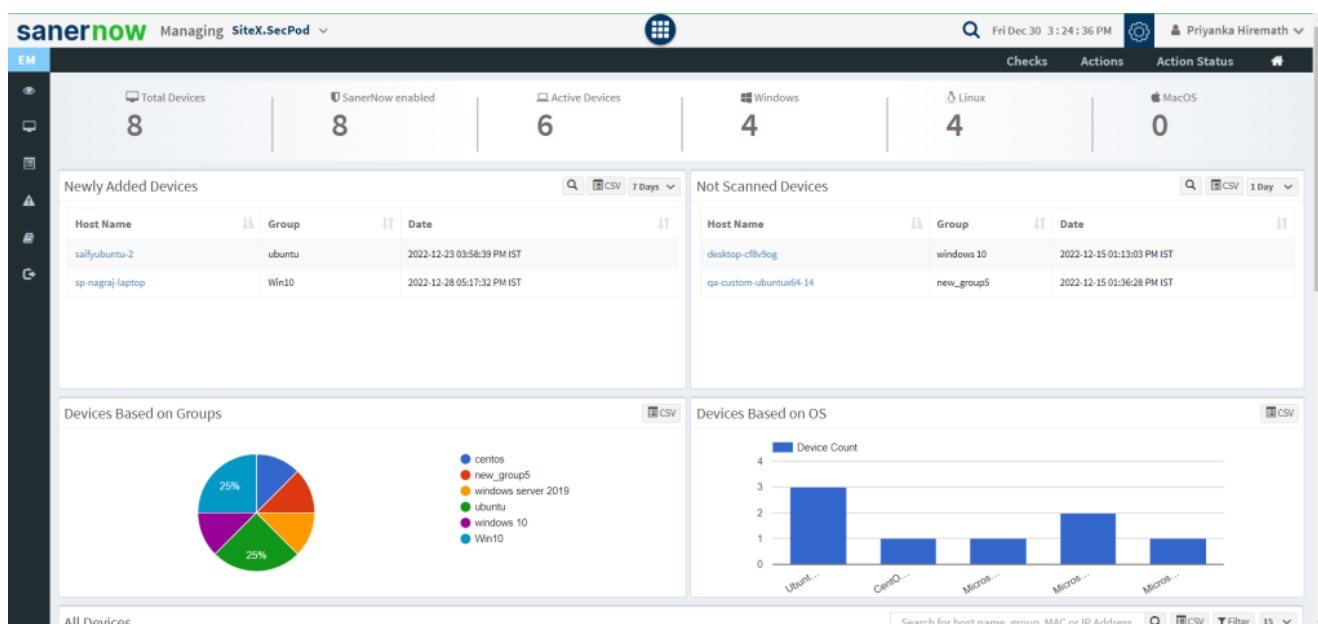 sanernow Managing SiteX.SecPod Fri Dec 30 3:24:36 PM Priyanka Hiremath
EM Checks Actions Action Status
Total Devices SanerNow enabled Active Devices Windows Linux MacOS
8 8 6 4 4 0
Newly Added Devices CSV 7 Days
Host Name Group Date
saifyubuntu-2 ubuntu 2022-12-23 03:58:39 PM IST
sp-nagraj-laptop Win10 2022-12-28 05:17:32 PM IST
Not Scanned Devices CSV 1 Day
Host Name Group Date
desktop-cf8v9og windows 10 2022-12-15 01:13:03 PM IST
qa-custom-ubuntux64-14 new_group5 2022-12-15 01:36:28 PM IST
Devices Based on Groups CSV
25%
25%
centos
new_group5
windows server 2019
ubuntu
windows 10
Win10
Devices Based on OS CSV
Device Count
4
3
2
1
0
Ubunt... CentO... Micros... Micros... Micros...
All Devices Search for host name, group, MAC or IP Address CSV Filter 15